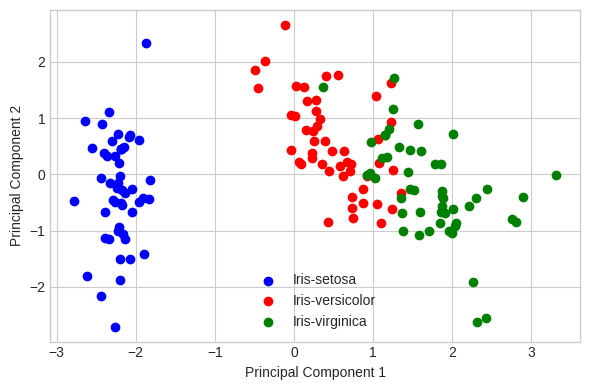 2
1
0
−1
−2
−3
−2
−1
0
1
2
3
Principal Component 2
Iris-setosa
Iris-versicolor
Iris-virginica
Principal Component 1